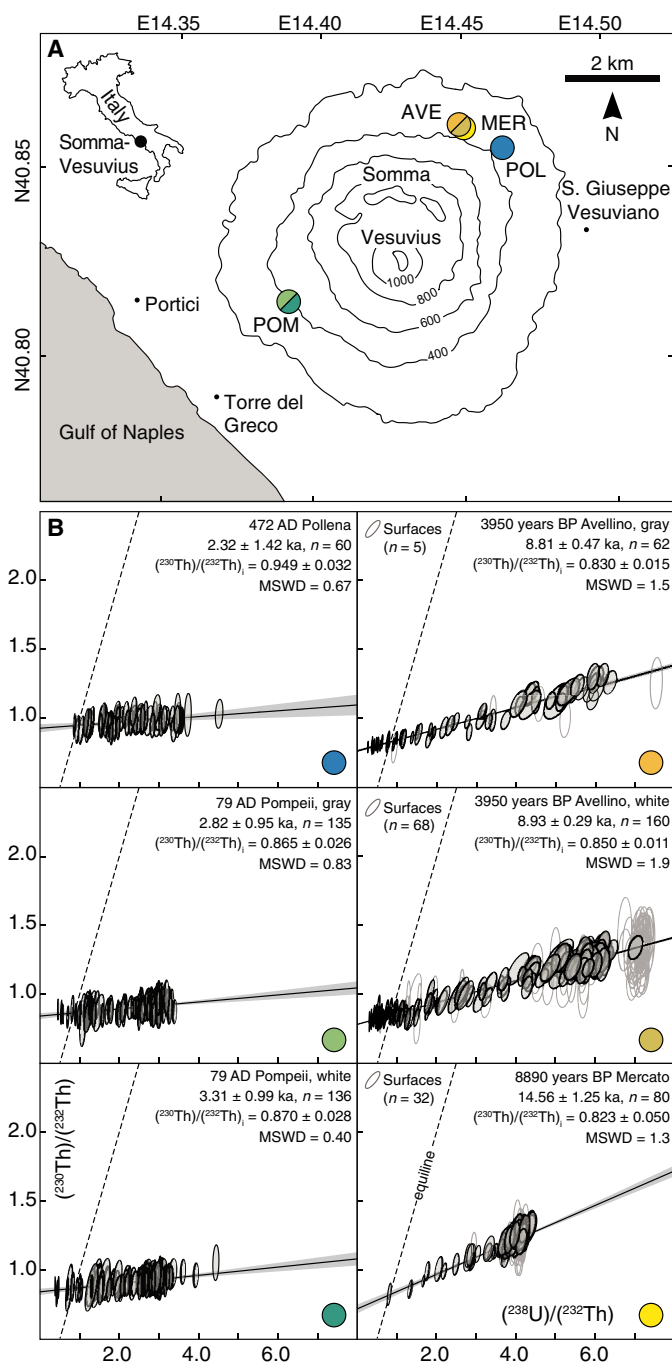 E14.35 E14.40 E14.45 E14.50
A
2 km
N
Italy
Somma-
Vesuvius
AVE
MER
POL
N40.85
Somma
S. Giuseppe
Vesuviano
Vesuvius
1000
800
600
400
Portici
POM
N40.80
Torre del
Greco
Gulf of Naples
B
472 AD Pollena
2.32 ± 1.42 ka, n = 60
(²³⁰Th)/(²³²Th)ᵢ = 0.949 ± 0.032
MSWD = 0.67
2.0
1.5
1.0
Surfaces
(n = 5)
3950 years BP Avellino, gray
8.81 ± 0.47 ka, n = 62
(²³⁰Th)/(²³²Th)ᵢ = 0.830 ± 0.015
MSWD = 1.5
79 AD Pompeii, gray
2.82 ± 0.95 ka, n = 135
(²³⁰Th)/(²³²Th)ᵢ = 0.865 ± 0.026
MSWD = 0.83
2.0
1.5
1.0
Surfaces
(n = 68)
3950 years BP Avellino, white
8.93 ± 0.29 ka, n = 160
(²³⁰Th)/(²³²Th)ᵢ = 0.850 ± 0.011
MSWD = 1.9
79 AD Pompeii, white
3.31 ± 0.99 ka, n = 136
(²³⁰Th)/(²³²Th)ᵢ = 0.870 ± 0.028
MSWD = 0.40
(²³⁰Th)/(²³²Th)
2.0
1.5
1.0
2.0 4.0 6.0
Surfaces
(n = 32)
8890 years BP Mercato
14.56 ± 1.25 ka, n = 80
(²³⁰Th)/(²³²Th)ᵢ = 0.823 ± 0.050
MSWD = 1.3
equiline
(²³⁸U)/(²³²Th)
2.0 4.0 6.0